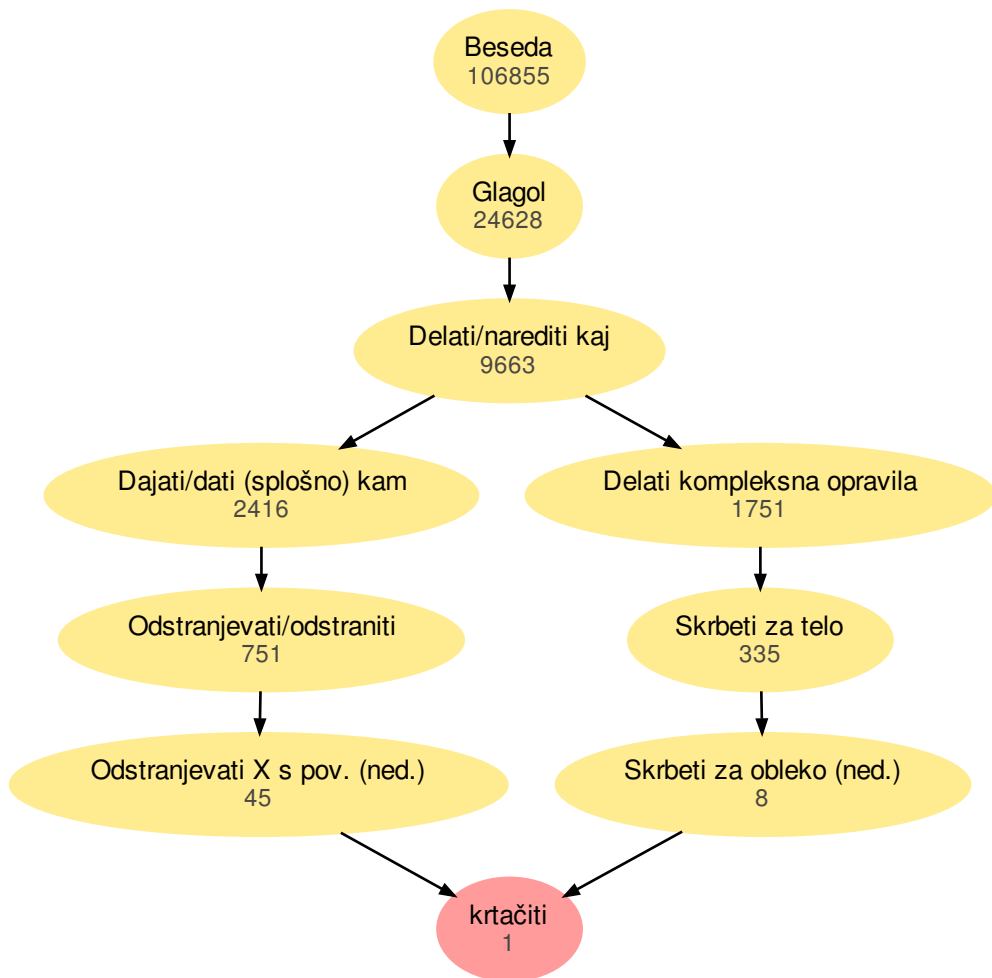 Beseda
106855
Glagol
24628
Delati/narediti kaj
9663
Dajati/dati (splošno) kam
2416
Delati kompleksna opravila
1751
Odstranjevati/odstraniti
751
Skrbeti za telo
335
Odstranjevati X s pov. (ned.)
45
Skrbeti za obleko (ned.)
8
krtačiti
1